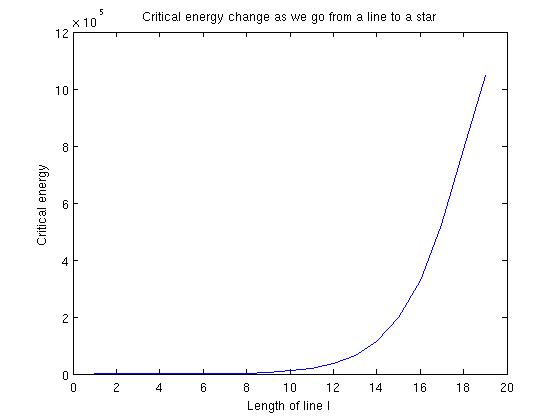 Critical energy change as we go from a line to a star
× 10^5
12
10
8
6
4
2
0
Critical energy
0 2 4 6 8 10 12 14 16 18 20
Length of line l